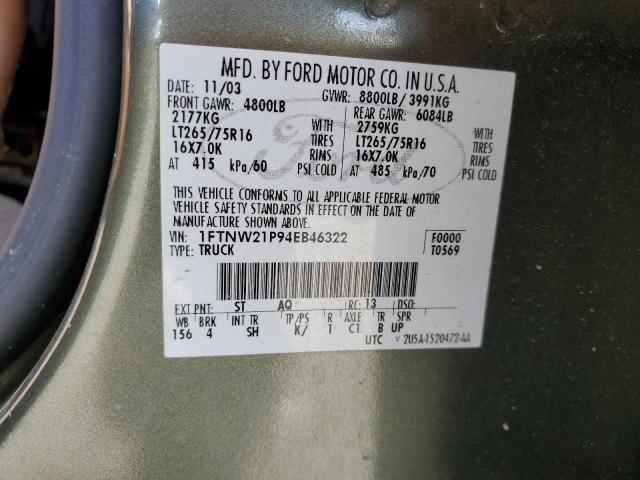 MFD. BY FORD MOTOR CO. IN U.S.A.
DATE: 11/03 GVWR: 8800LB/ 3991KG
FRONT GAWR: 4800LB REAR GAWR: 6084LB
2177KG WITH 2759KG WITH
LT265/75R16 TIRES LT265/75R16 TIRES
16X7.0K RIMS 16X7.0K RIMS
AT 415 kPa/60 PSI COLD AT 485 kPa/70 PSI COLD
Ford
THIS VEHICLE CONFORMS TO ALL APPLICABLE FEDERAL MOTOR
VEHICLE SAFETY STANDARDS IN EFFECT ON THE DATE OF
MANUFACTURE SHOWN ABOVE.
VIN: 1FTNW21P94EB46322 F0000
TYPE: TRUCK T0569
EXT PNT: ST AQ RC: 13 DSO:
WB BRK INT TR TP/PS R AXLE TR SPR
156 4 SH K/ 1 C1 B UP
UTC ▽ 2U5A-1520472-AA